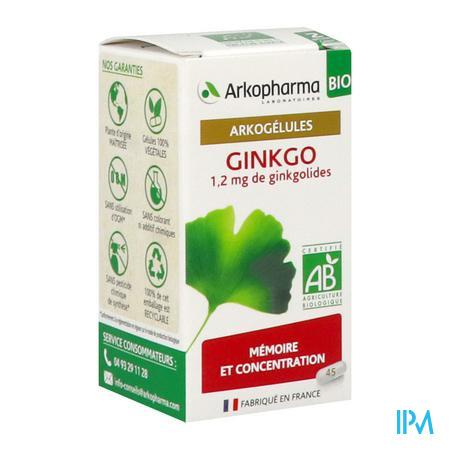 NOS GARANTIES
Plante d'origine
MAÎTRISÉE
Gélules 100%
VÉGÉTALES
SANS utilisation
d'OGM*
SANS colorant
ni additif chimiques
SANS pesticide
chimique
de synthèse*
100% de cet
emballage est
RECYCLABLE
SERVICE CONSOMMATEURS :
04 93 29 11 28
info-conseils@arkopharma.com
Arkopharma
LABORATOIRES
BIO
ARKOGÉLULES
GINKGO
1,2 mg de ginkgolides
CERTIFIÉ
AB
AGRICULTURE
BIOLOGIQUE
MÉMOIRE
ET CONCENTRATION
45
FABRIQUÉ EN FRANCE
IPM